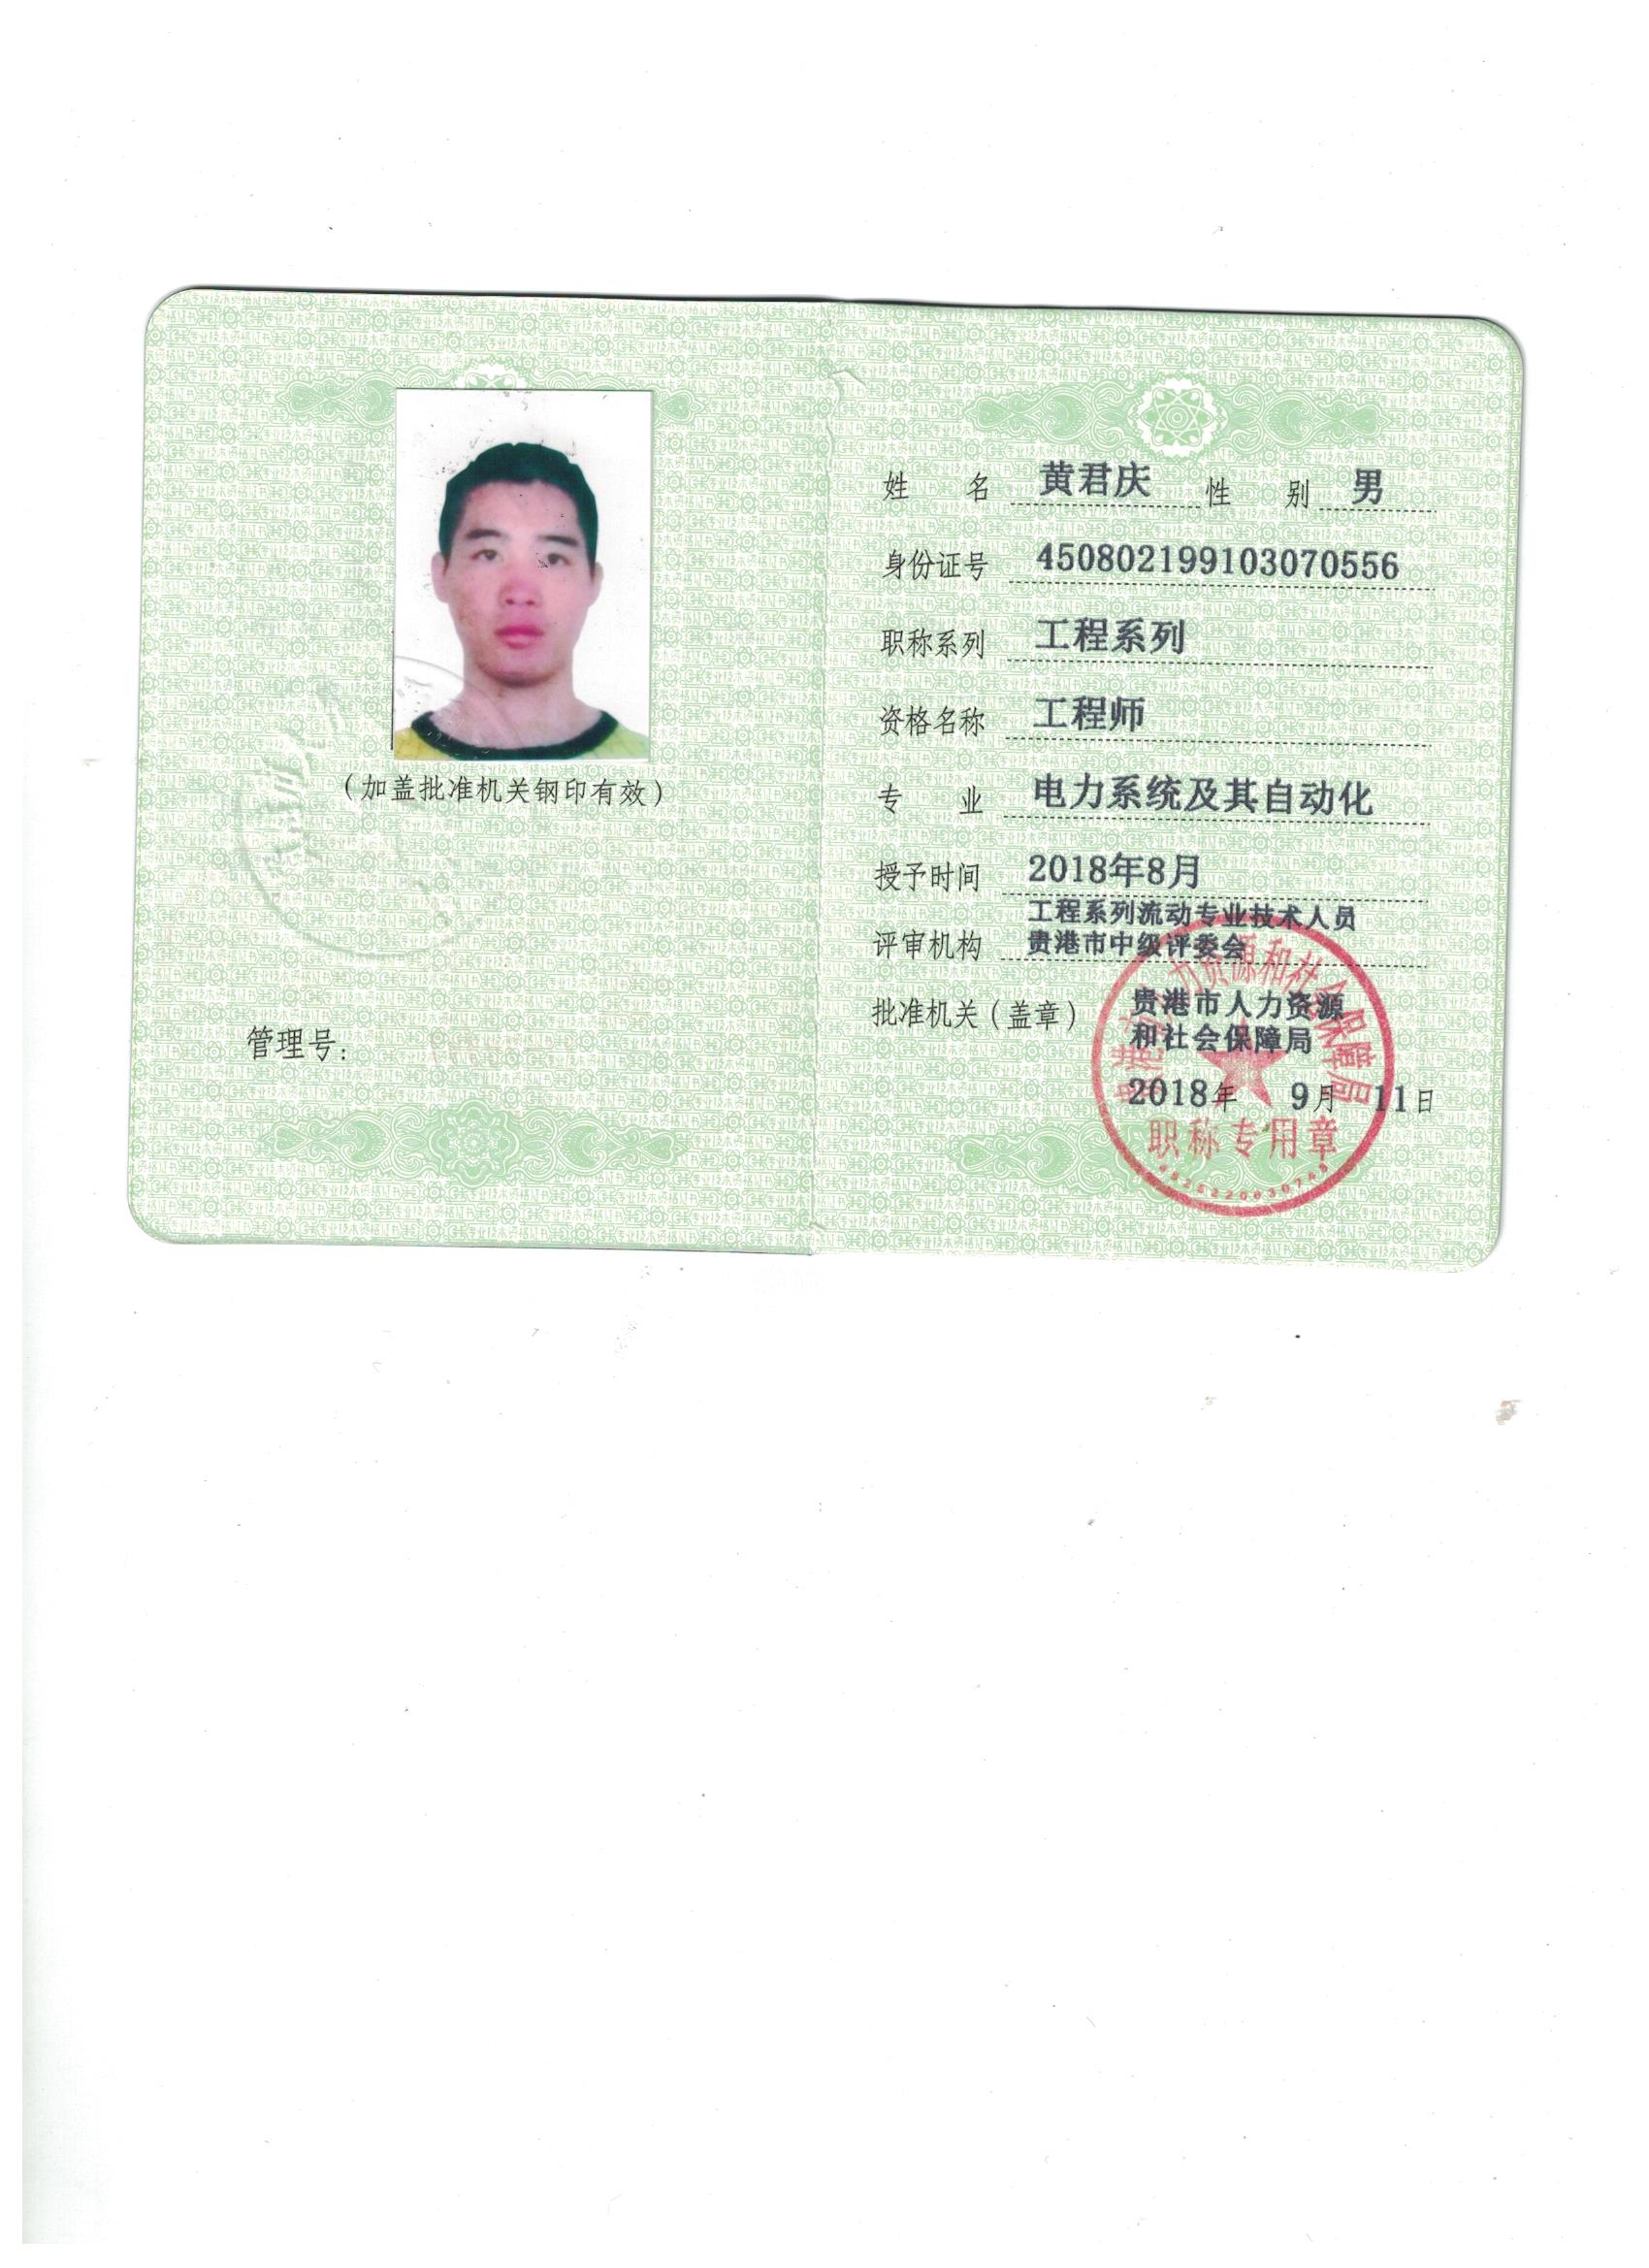 （加盖批准机关钢印有效）
管理号：
姓 名 黄君庆 性 别 男
身份证号 450802199103070556
职称系列 工程系列
资格名称 工程师
专 业 电力系统及其自动化
授予时间 2018年8月
工程系列流动专业技术人员
评审机构 贵港市中级评委会
批准机关（盖章） 贵港市人力资源
和社会保障局
2018年 9月 11日
贵港市人力资源和社会保障局
职称专用章